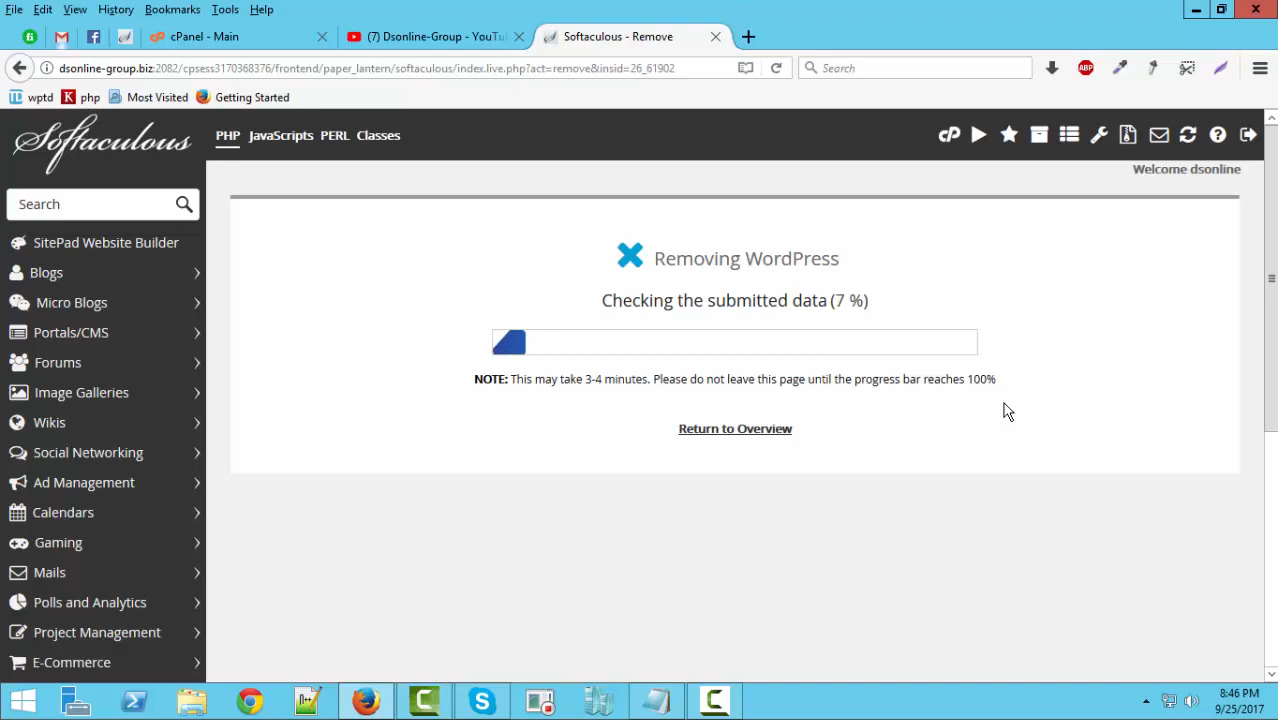 File Edit View History Bookmarks Tools Help
cPanel - Main
(7) Dsonline-Group - YouTu
Softaculous - Remove
dsonline-group.biz:2082/cpsess3170368376/frontend/paper_lantern/softaculous/index.live.php?act=remove&insid=26_61902
Search
ABP
wptd
php
Most Visited
Getting Started
Softaculous
PHP JavaScripts PERL Classes
Welcome dsonline
Search
SitePad Website Builder
Blogs
Micro Blogs
Portals/CMS
Forums
Image Galleries
Wikis
Social Networking
Ad Management
Calendars
Gaming
Mails
Polls and Analytics
Project Management
E-Commerce
Removing WordPress
Checking the submitted data (7 %)
NOTE: This may take 3-4 minutes. Please do not leave this page until the progress bar reaches 100%
Return to Overview
8:46 PM
9/25/2017